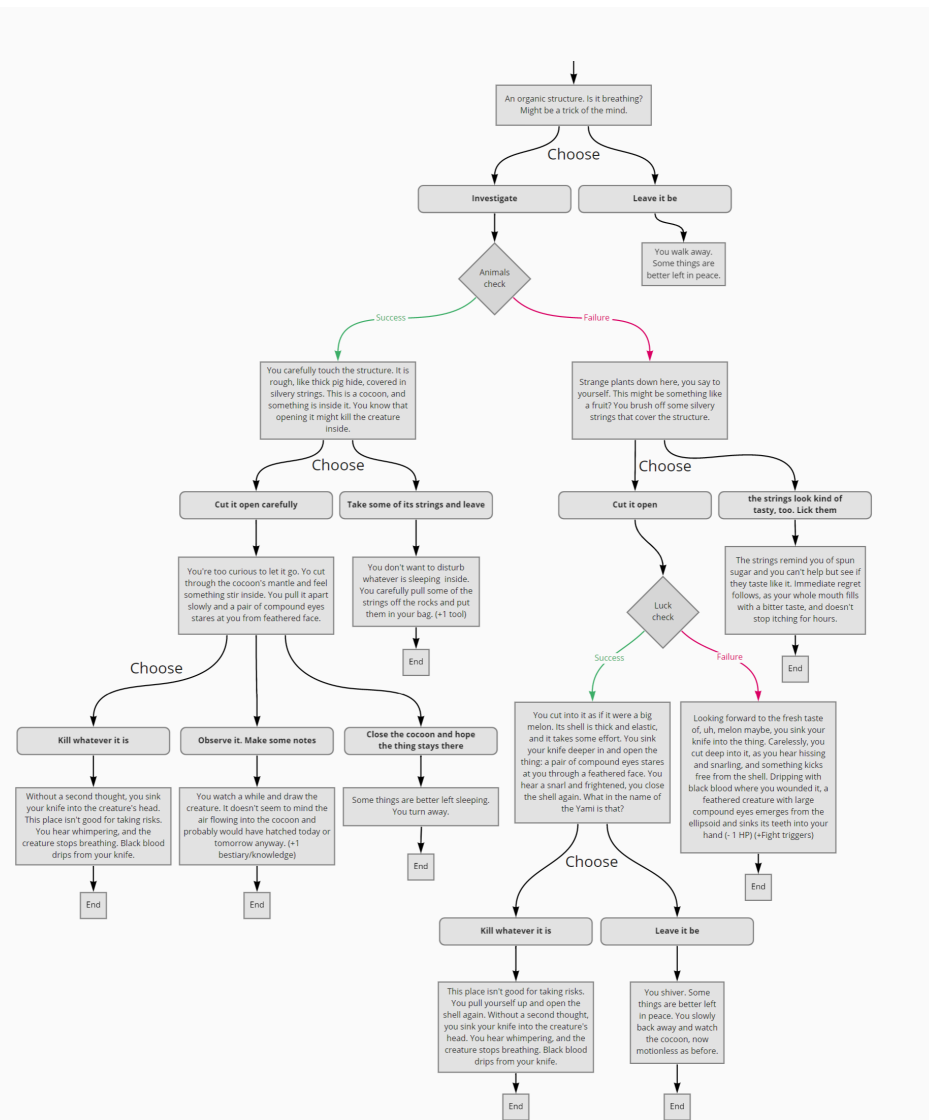 An organic structure. Is it breathing?
Might be a trick of the mind.
Choose
Investigate
Leave it be
You walk away.
Some things are
better left in peace.
Animals
check
Success
Failure
You carefully touch the structure. It is
rough, like thick pig hide, covered in
silvery strings. This is a cocoon, and
something is inside it. You know that
opening it might kill the creature
inside.
Strange plants down here, you say to
yourself. This might be something like
a fruit? You brush off some silvery
strings that cover the structure.
Choose
Choose
Cut it open carefully
Take some of its strings and leave
Cut it open
the strings look kind of
tasty, too. Lick them
You're too curious to let it go. Yo cut
through the cocoon's mantle and feel
something stir inside. You pull it apart
slowly and a pair of compound eyes
stares at you from feathered face.
You don't want to disturb
whatever is sleeping inside.
You carefully pull some of the
strings off the rocks and put
them in your bag. (+1 tool)
End
The strings remind you of spun
sugar and you can't help but see if
they taste like it. Immediate regret
follows, as your whole mouth fills
with a bitter taste, and doesn't
stop itching for hours.
End
Luck
check
Success
Failure
Choose
Kill whatever it is
Observe it. Make some notes
Close the cocoon and hope
the thing stays there
Without a second thought, you sink
your knife into the creature's head.
This place isn't good for taking risks.
You hear whimpering, and the
creature stops breathing. Black blood
drips from your knife.
End
You watch a while and draw the
creature. It doesn't seem to mind the
air flowing into the cocoon and
probably would have hatched today or
tomorrow anyway. (+1
bestiary/knowledge)
End
Some things are better left sleeping.
You turn away.
End
You cut into it as if it were a big
melon. Its shell is thick and elastic,
and it takes some effort. You sink
your knife deeper in and open the
thing: a pair of compound eyes stares
at you through a feathered face. You
hear a snarl and frightened, you close
the shell again. What in the name of
the Yami is that?
Looking forward to the fresh taste
of, uh, melon maybe, you sink your
knife into the thing. Carelessly, you
cut deep into it, as you hear hissing
and snarling, and something kicks
free from the shell. Dripping with
black blood where you wounded it, a
feathered creature with large
compound eyes emerges from the
ellipsoid and sinks its teeth into your
hand (- 1 HP) (+Fight triggers)
End
Choose
Kill whatever it is
Leave it be
This place isn't good for taking risks.
You pull yourself up and open the
shell again. Without a second thought,
you sink your knife into the creature's
head. You hear whimpering, and the
creature stops breathing. Black blood
drips from your knife.
End
You shiver. Some
things are better left
in peace. You slowly
back away and watch
the cocoon, now
motionless as before.
End